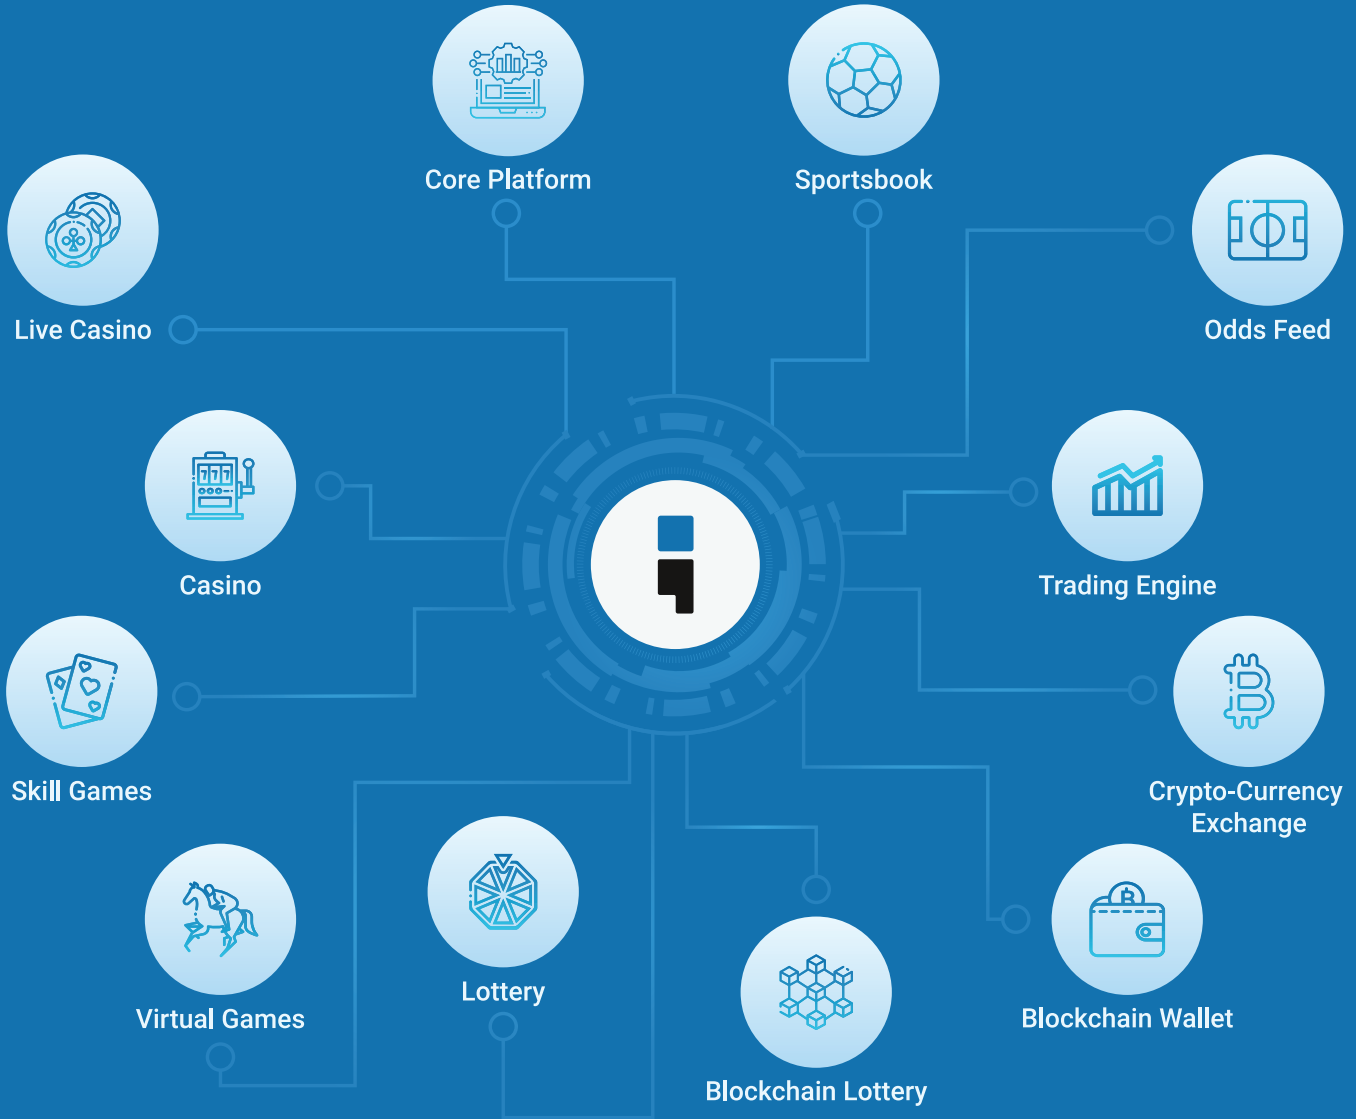 Core Platform
Sportsbook
Live Casino
Odds Feed
Casino
Trading Engine
Skill Games
Crypto-Currency
Exchange
Lottery
Virtual Games
Blockchain Wallet
Blockchain Lottery